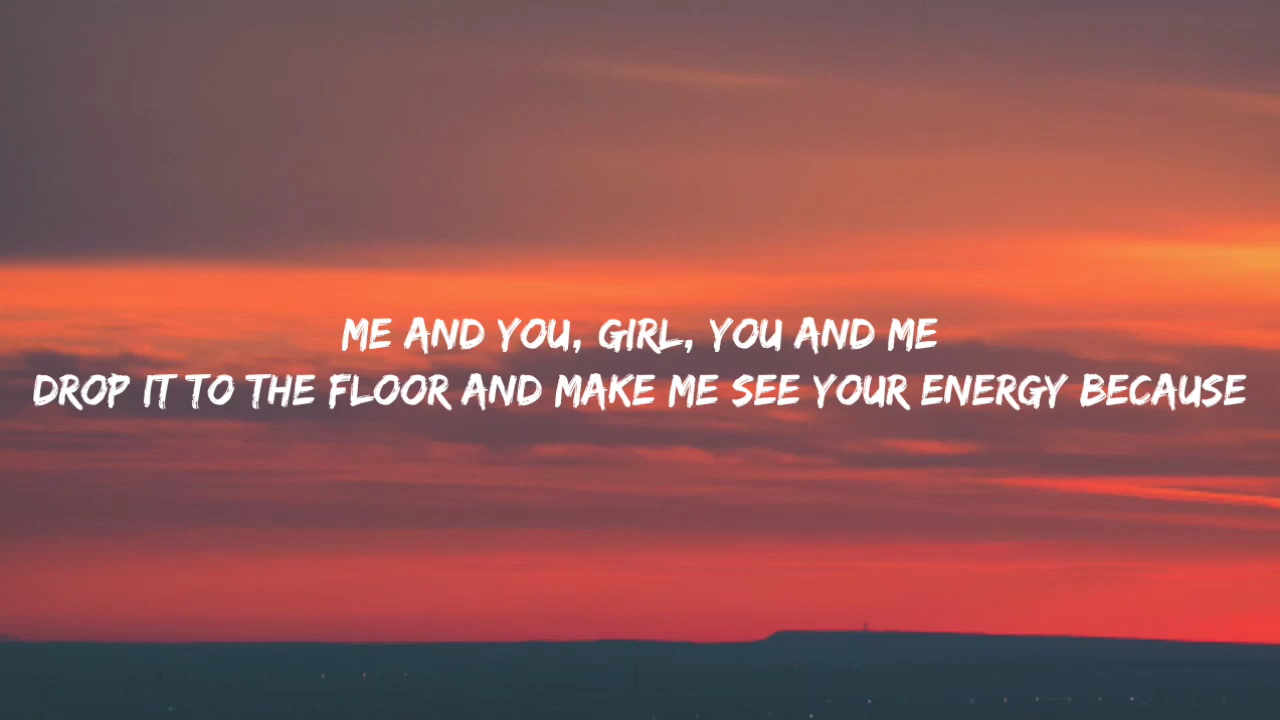 ME AND YOU, GIRL, YOU AND ME
DROP IT TO THE FLOOR AND MAKE ME SEE YOUR ENERGY BECAUSE